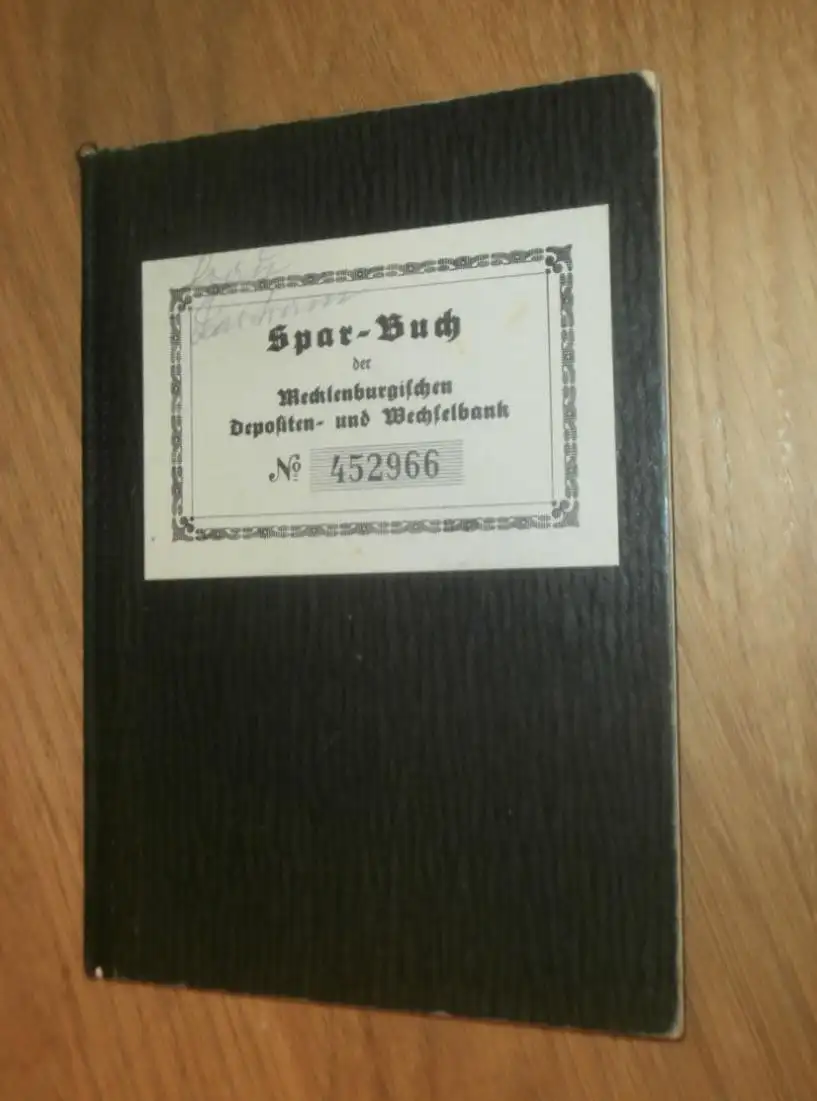 Spar-Buch
der
Mecklenburgischen
Depositen- und Wechselbank
Nº 452966